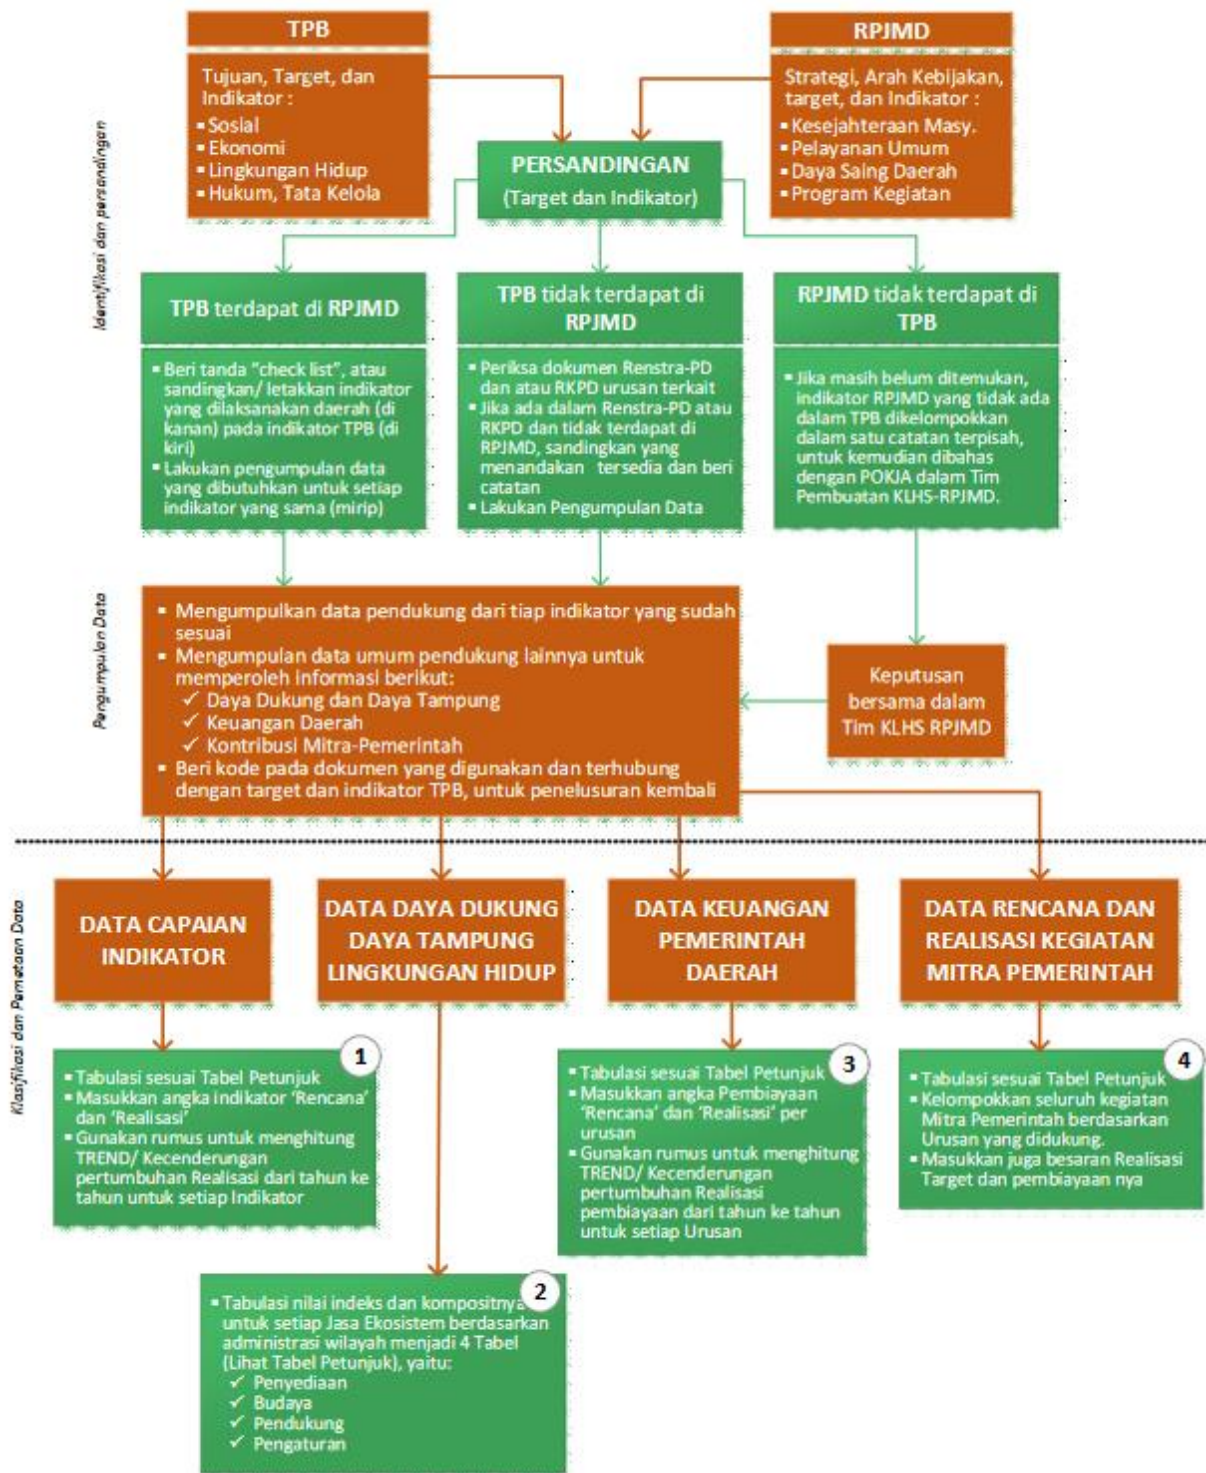 TPB
Tujuan, Target, dan
Indikator :
▪ Sosial
▪ Ekonomi
▪ Lingkungan Hidup
▪ Hukum, Tata Kelola
RPJMD
Strategi, Arah Kebijakan,
target, dan Indikator :
▪ Kesejahteraan Masy.
▪ Pelayanan Umum
▪ Daya Saing Daerah
▪ Program Kegiatan
Identifikasi dan persandingan
PERSANDINGAN
(Target dan Indikator)
TPB terdapat di RPJMD
▪ Beri tanda “check list”, atau
sandingkan/ letakkan indikator
yang dilaksanakan daerah (di
kanan) pada indikator TPB (di
kiri)
▪ Lakukan pengumpulan data
yang dibutuhkan untuk setiap
indikator yang sama (mirip)
TPB tidak terdapat di
RPJMD
▪ Periksa dokumen Renstra-PD
dan atau RKPD urusan terkait
▪ Jika ada dalam Renstra-PD atau
RKPD dan tidak terdapat di
RPJMD, sandingkan yang
menandakan tersedia dan beri
catatan
▪ Lakukan Pengumpulan Data
RPJMD tidak terdapat di
TPB
▪ Jika masih belum ditemukan,
indikator RPJMD yang tidak ada
dalam TPB dikelompokkan
dalam satu catatan terpisah,
untuk kemudian dibahas
dengan POKJA dalam Tim
Pembuatan KLHS-RPJMD.
Pengumpulan Data
▪ Mengumpulkan data pendukung dari tiap indikator yang sudah
sesuai
▪ Mengumpulan data umum pendukung lainnya untuk
memperoleh informasi berikut:
✓ Daya Dukung dan Daya Tampung
✓ Keuangan Daerah
✓ Kontribusi Mitra-Pemerintah
▪ Beri kode pada dokumen yang digunakan dan terhubung
dengan target dan indikator TPB, untuk penelusuran kembali
Keputusan
bersama dalam
Tim KLHS RPJMD
Klasifikasi dan Pemetaan Data
DATA CAPAIAN
INDIKATOR
DATA DAYA DUKUNG
DAYA TAMPUNG
LINGKUNGAN HIDUP
DATA KEUANGAN
PEMERINTAH
DAERAH
DATA RENCANA DAN
REALISASI KEGIATAN
MITRA PEMERINTAH
1
▪ Tabulasi sesuai Tabel Petunjuk
▪ Masukkan angka indikator ‘Rencana’
dan ‘Realisasi’
▪ Gunakan rumus untuk menghitung
TREND/ Kecenderungan
pertumbuhan Realisasi dari tahun ke
tahun untuk setiap Indikator
3
▪ Tabulasi sesuai Tabel Petunjuk
▪ Masukkan angka Pembiayaan
‘Rencana’ dan ‘Realisasi’ per
urusan
▪ Gunakan rumus untuk menghitung
TREND/ Kecenderungan
pertumbuhan Realisasi
pembiayaan dari tahun ke tahun
untuk setiap Urusan
4
▪ Tabulasi sesuai Tabel Petunjuk
▪ Kelompokkan seluruh kegiatan
Mitra Pemerintah berdasarkan
Urusan yang didukung.
▪ Masukkan juga besaran Realisasi
Target dan pembiayaan nya
2
▪ Tabulasi nilai indeks dan kompositnya
untuk setiap Jasa Ekosistem berdasarkan
administrasi wilayah menjadi 4 Tabel
(Lihat Tabel Petunjuk), yaitu:
✓ Penyediaan
✓ Budaya
✓ Pendukung
✓ Pengaturan